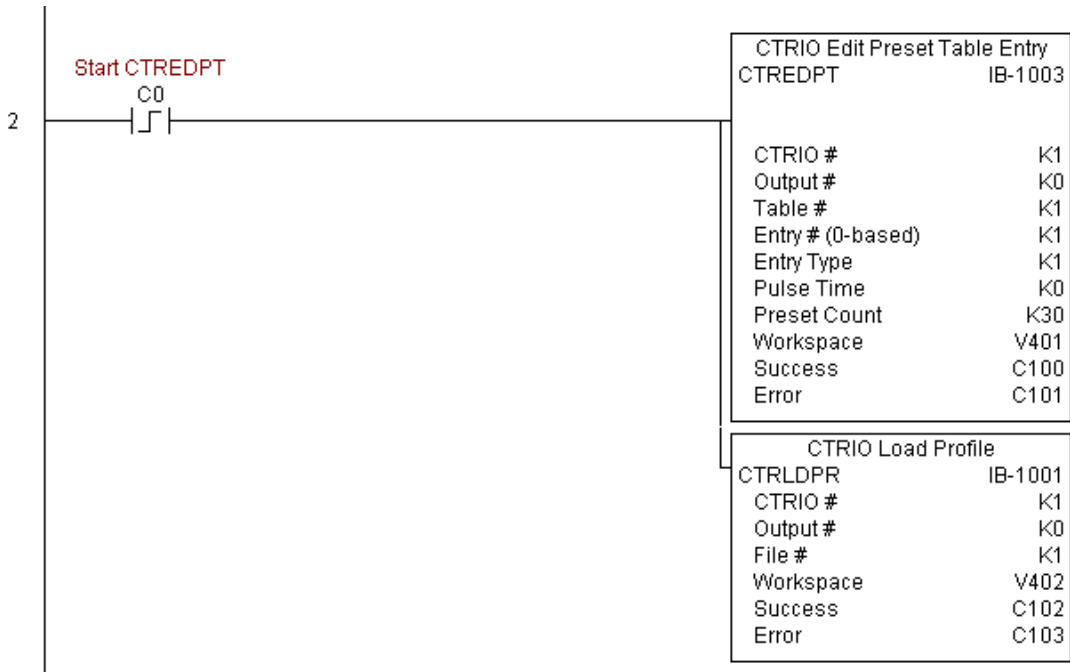 Start CTREDPT
C0
2
CTRIO Edit Preset Table Entry
CTREDPT IB-1003
CTRIO # K1
Output # K0
Table # K1
Entry # (0-based) K1
Entry Type K1
Pulse Time K0
Preset Count K30
Workspace V401
Success C100
Error C101
CTRIO Load Profile
CTRLDPR IB-1001
CTRIO # K1
Output # K0
File # K1
Workspace V402
Success C102
Error C103